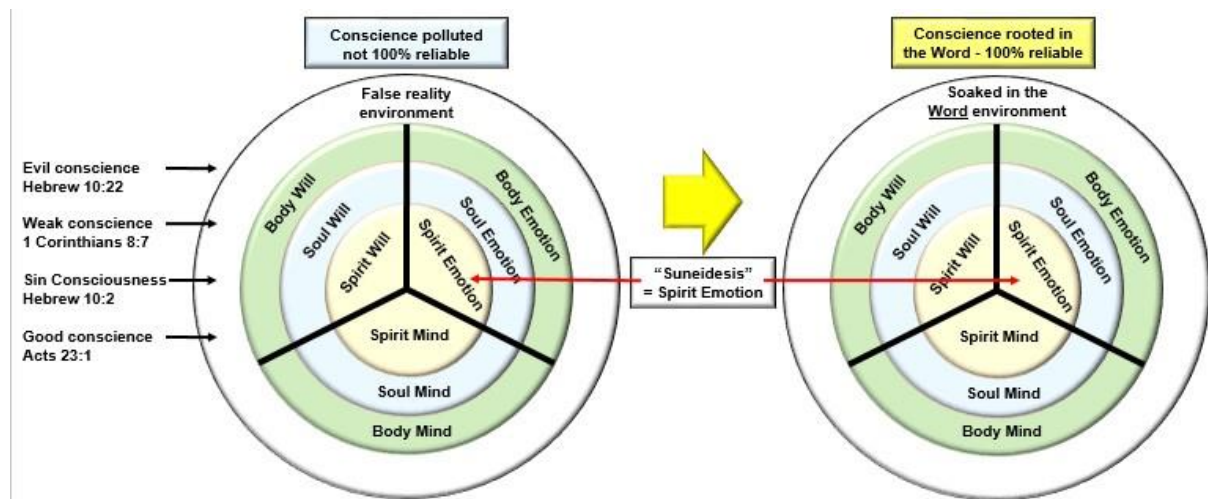 Conscience polluted
not 100% reliable
False reality
environment
Evil conscience
Hebrew 10:22
Weak conscience
1 Corinthians 8:7
Sin Consciousness
Hebrew 10:2
Good conscience
Acts 23:1
Body Will
Soul Will
Spirit Will
Spirit Emotion
Soul Emotion
Body Emotion
Spirit Mind
Soul Mind
Body Mind
“Suneidesis”
= Spirit Emotion
Conscience rooted in
the Word - 100% reliable
Soaked in the
Word environment
Body Will
Soul Will
Spirit Will
Spirit Emotion
Soul Emotion
Body Emotion
Spirit Mind
Soul Mind
Body Mind